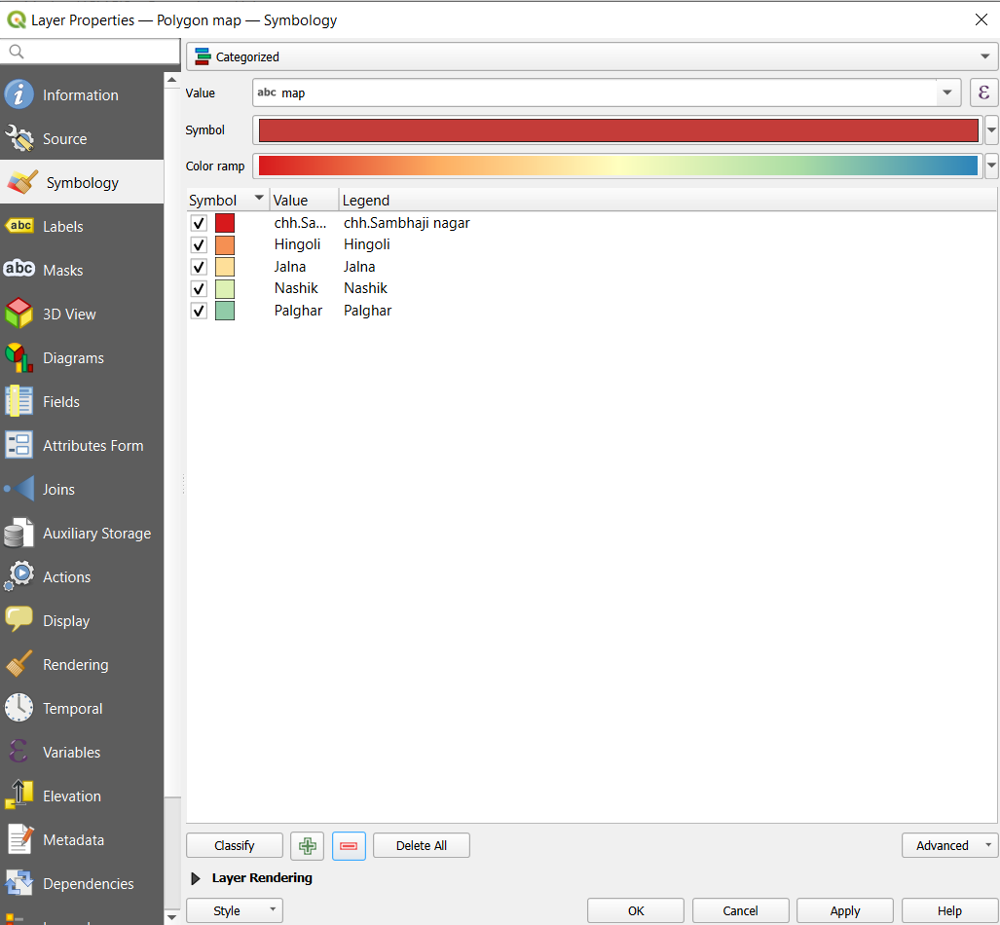 Layer Properties — Polygon map — Symbology
Categorized
Information
Value
abc map
ε
Source
Symbol
Symbology
Color ramp
Symbol Value Legend
chh.Sa... chh.Sambhaji nagar
abc Labels
Hingoli Hingoli
abc Masks
Jalna Jalna
Nashik Nashik
3D View
Palghar Palghar
Diagrams
Fields
Attributes Form
Joins
Auxiliary Storage
Actions
Display
Rendering
Temporal
ε Variables
Elevation
Metadata
Classify Delete All Advanced
Dependencies
Layer Rendering
Style OK Cancel Apply Help